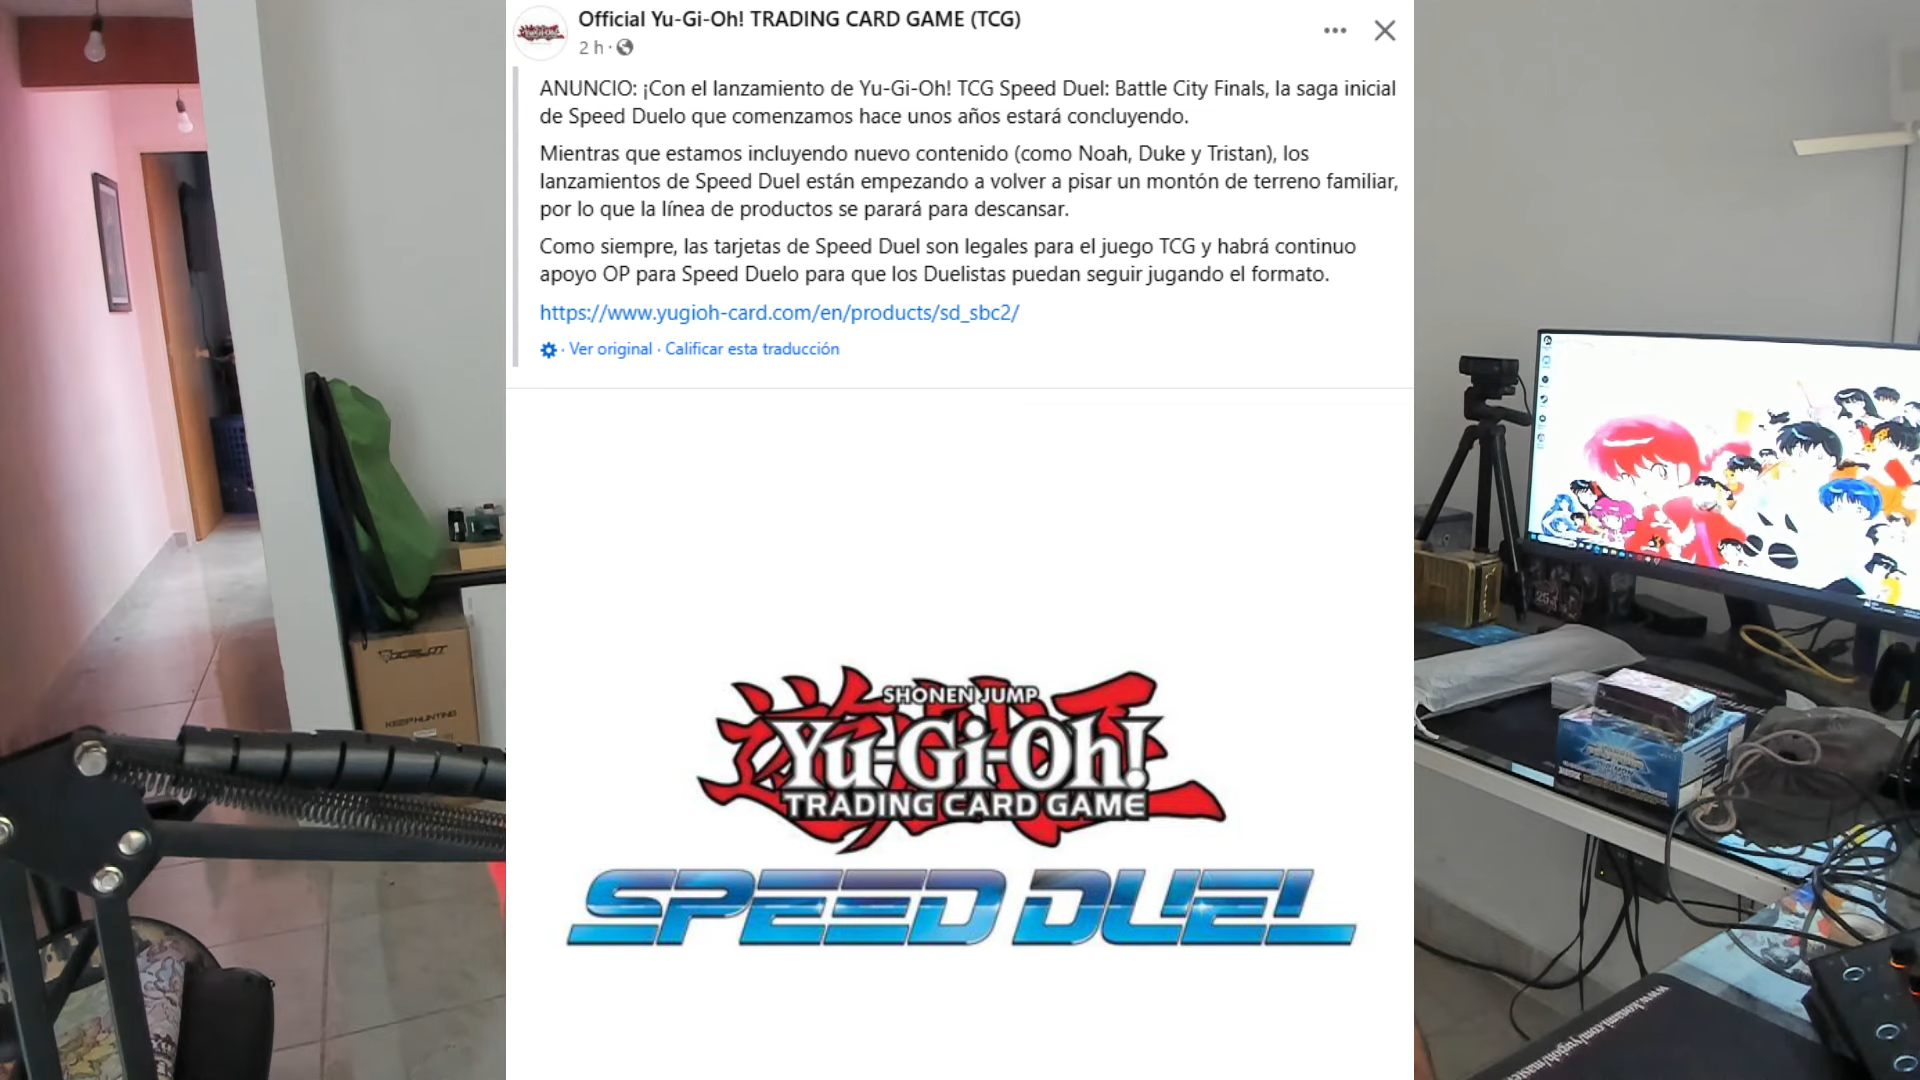 Official Yu-Gi-Oh! TRADING CARD GAME (TCG)
2 h ·
ANUNCIO: ¡Con el lanzamiento de Yu-Gi-Oh! TCG Speed Duel: Battle City Finals, la saga inicial
de Speed Duelo que comenzamos hace unos años estará concluyendo.
Mientras que estamos incluyendo nuevo contenido (como Noah, Duke y Tristan), los
lanzamientos de Speed Duel están empezando a volver a pisar un montón de terreno familiar,
por lo que la línea de productos se parará para descansar.
Como siempre, las tarjetas de Speed Duel son legales para el juego TCG y habrá continuo
apoyo OP para Speed Duelo para que los Duelistas puedan seguir jugando el formato.
https://www.yugioh-card.com/en/products/sd_sbc2/
· Ver original · Calificar esta traducción
SHONEN JUMP
Yu-Gi-Oh!
TRADING CARD GAME
SPEED DUEL
OCELOT
KEEP HUNTING